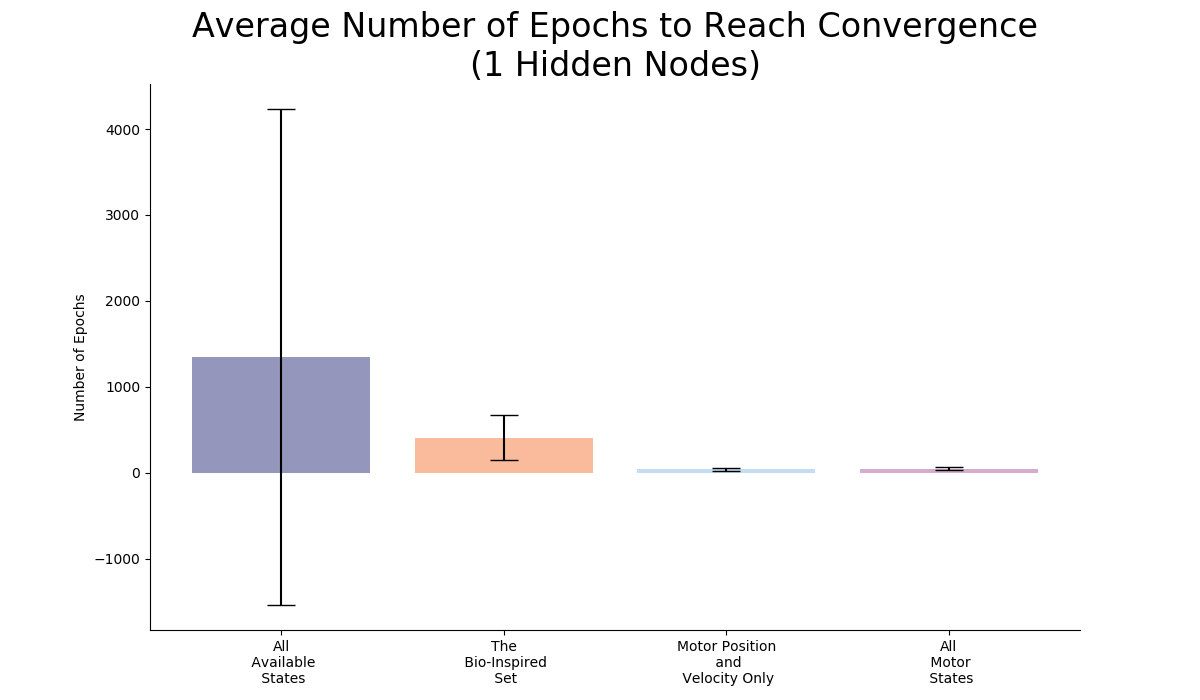 Average Number of Epochs to Reach Convergence
(1 Hidden Nodes)
4000
3000
2000
1000
0
−1000
Number of Epochs
All
Available
States
The
Bio-Inspired
Set
Motor Position
and
Velocity Only
All
Motor
States